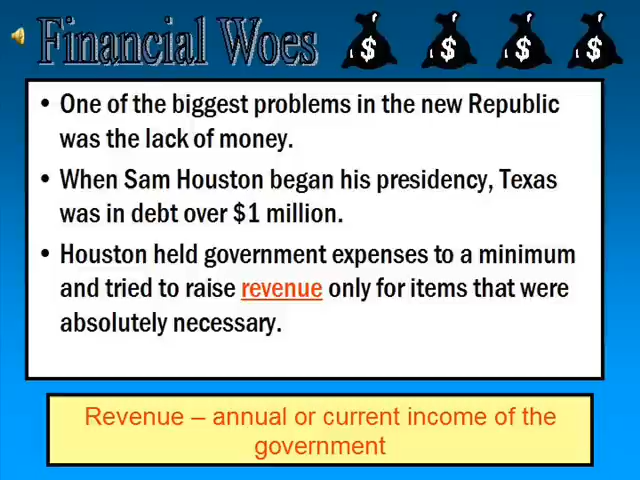 Financial Woes
$ $ $ $
• One of the biggest problems in the new Republic
was the lack of money.
• When Sam Houston began his presidency, Texas
was in debt over $1 million.
• Houston held government expenses to a minimum
and tried to raise revenue only for items that were
absolutely necessary.
Revenue – annual or current income of the
government